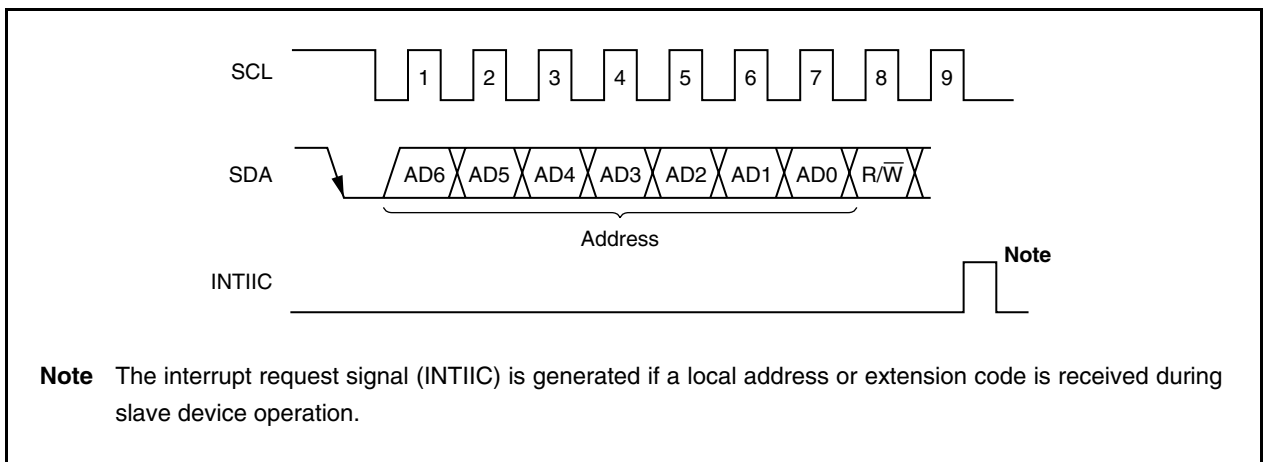 SCL 1 2 3 4 5 6 7 8 9
SDA AD6 AD5 AD4 AD3 AD2 AD1 AD0 R/W̅
Address
Note
INTIIC
Note The interrupt request signal (INTIIC) is generated if a local address or extension code is received during
slave device operation.